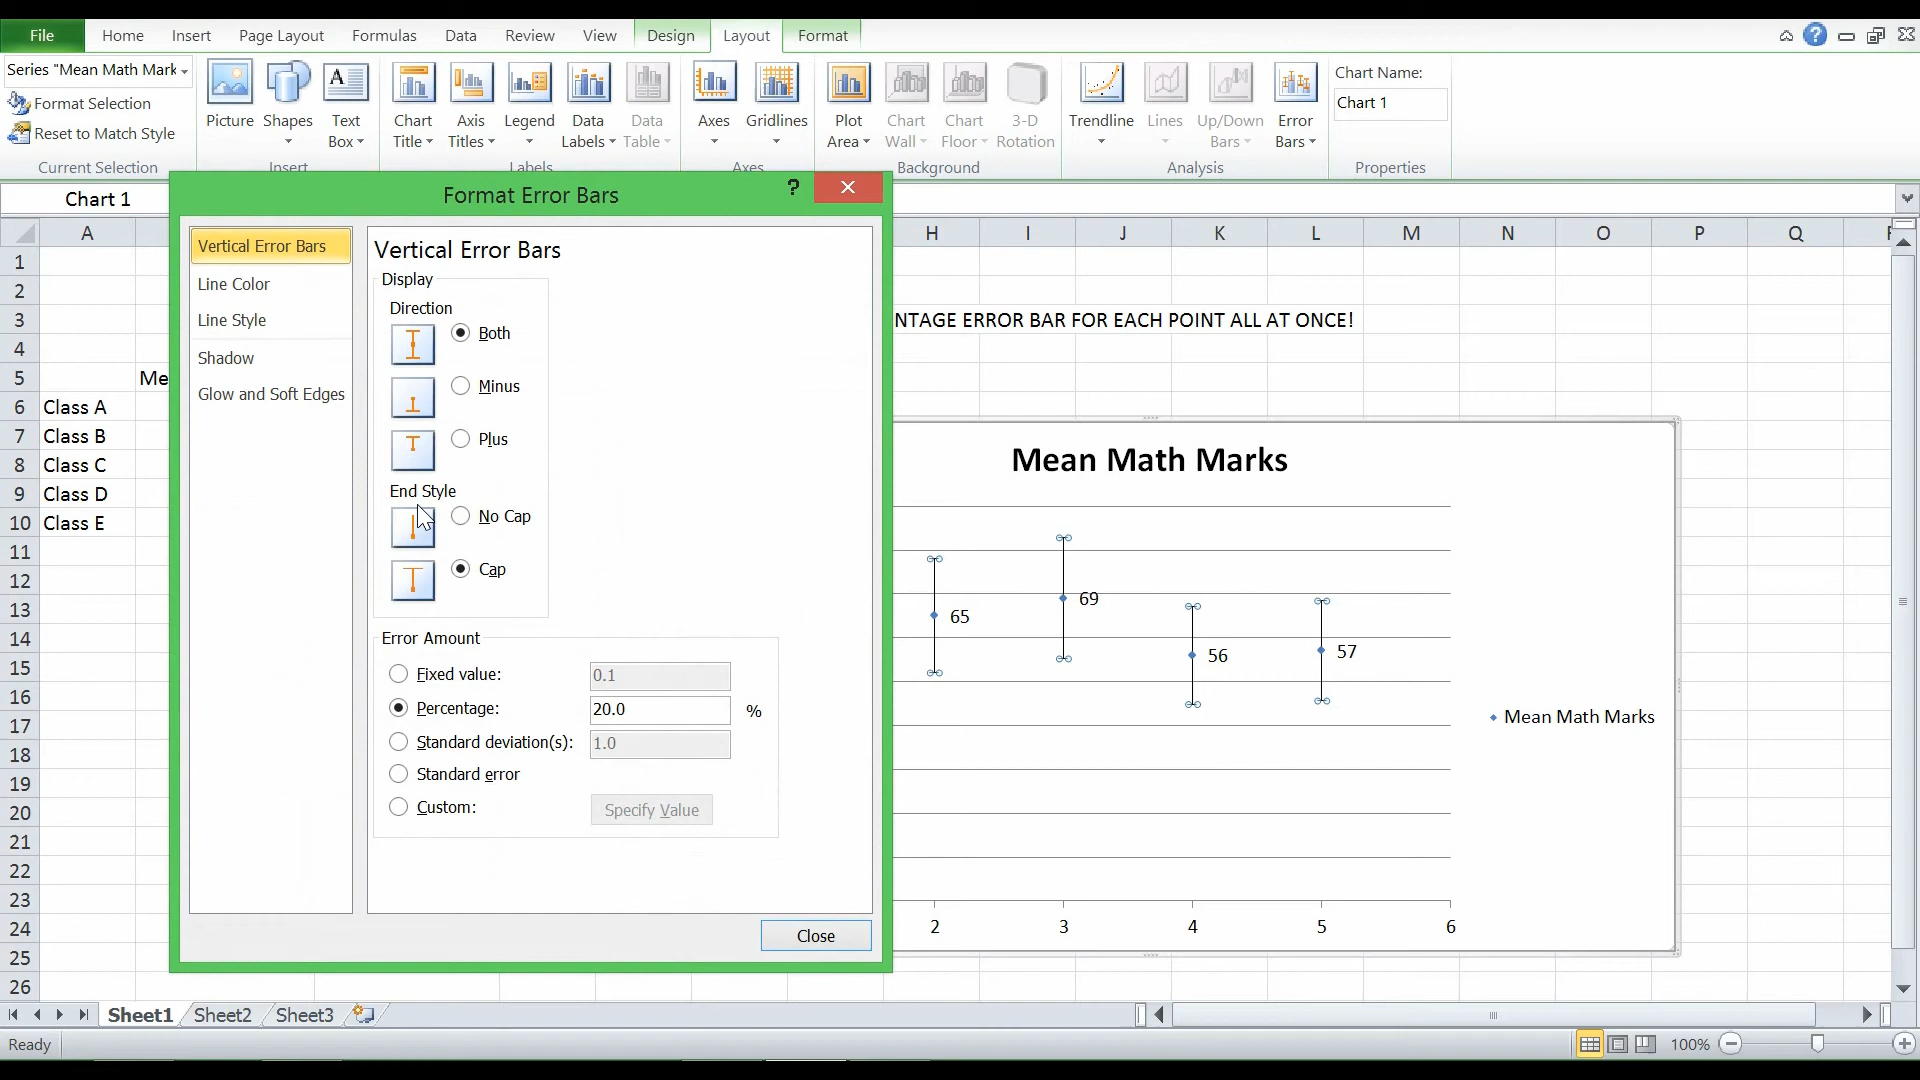 File Home Insert Page Layout Formulas Data Review View Design Layout Format
Series "Mean Math Mark
Format Selection
Reset to Match Style
Current Selection
Picture Shapes Text Box
Insert
Chart Title Axis Titles Legend Data Labels Data Table
Labels
Axes Gridlines
Axes
Plot Area Chart Wall Chart Floor 3-D Rotation
Background
Trendline Lines Up/Down Bars Error Bars
Analysis
Chart Name:
Chart 1
Properties
Chart 1
Format Error Bars
?
Vertical Error Bars
Line Color
Line Style
Shadow
Glow and Soft Edges
Vertical Error Bars
Display
Direction
Both
Minus
Plus
End Style
No Cap
Cap
Error Amount
Fixed value: 0.1
Percentage: 20.0 %
Standard deviation(s): 1.0
Standard error
Custom: Specify Value
Close
A H I J K L M N O P Q
1
2
3 NTAGE ERROR BAR FOR EACH POINT ALL AT ONCE!
4
5 Me
6 Class A
7 Class B
8 Class C
9 Class D
10 Class E
11
12
13
14
15
16
17
18
19
20
21
22
23
24
25
26
Mean Math Marks
65
69
56
57
Mean Math Marks
2 3 4 5 6
Sheet1 Sheet2 Sheet3
Ready
100%